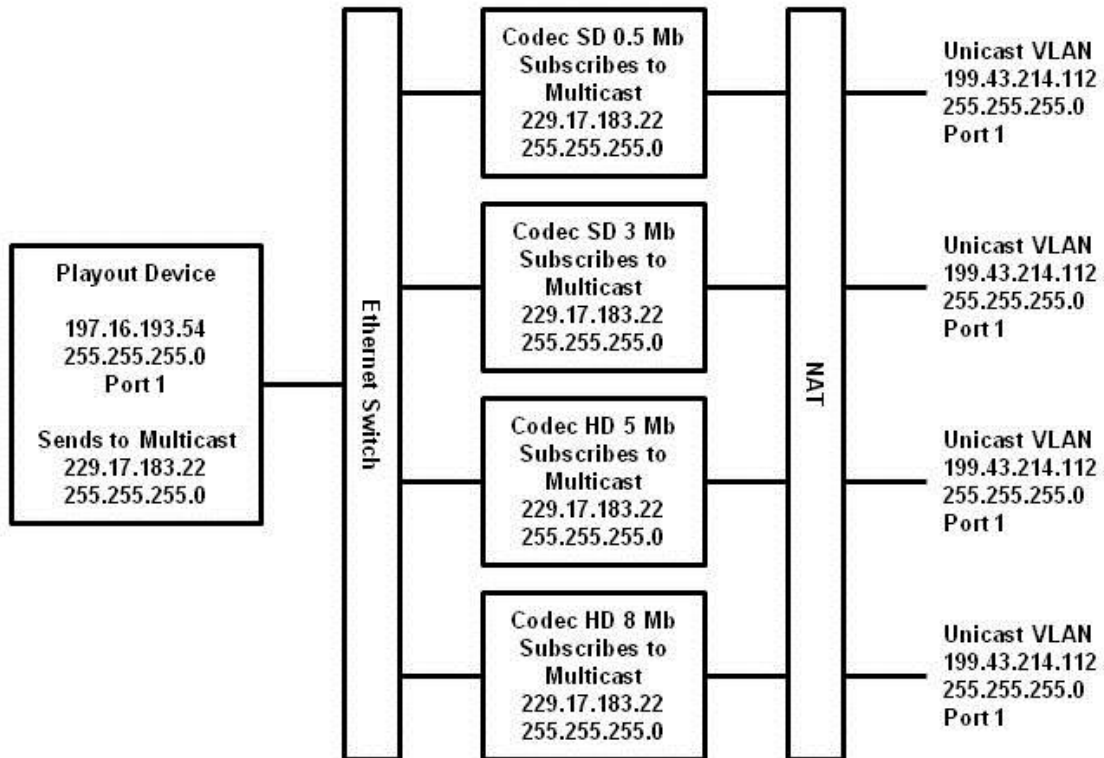 Playout Device
197.16.193.54
255.255.255.0
Port 1
Sends to Multicast
229.17.183.22
255.255.255.0
Ethernet Switch
Codec SD 0.5 Mb
Subscribes to
Multicast
229.17.183.22
255.255.255.0
Codec SD 3 Mb
Subscribes to
Multicast
229.17.183.22
255.255.255.0
Codec HD 5 Mb
Subscribes to
Multicast
229.17.183.22
255.255.255.0
Codec HD 8 Mb
Subscribes to
Multicast
229.17.183.22
255.255.255.0
NAT
Unicast VLAN
199.43.214.112
255.255.255.0
Port 1
Unicast VLAN
199.43.214.112
255.255.255.0
Port 1
Unicast VLAN
199.43.214.112
255.255.255.0
Port 1
Unicast VLAN
199.43.214.112
255.255.255.0
Port 1